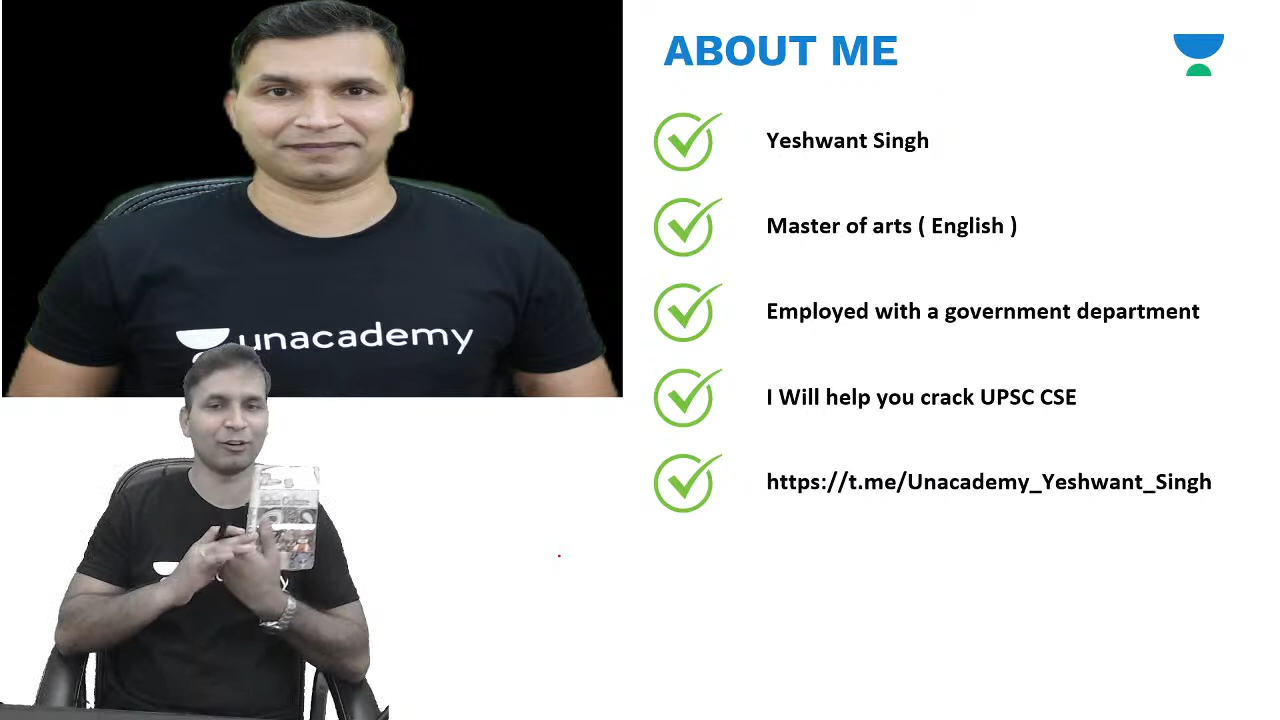 ABOUT ME
Yeshwant Singh
Master of arts ( English )
Employed with a government department
I Will help you crack UPSC CSE
https://t.me/Unacademy_Yeshwant_Singh
unacademy